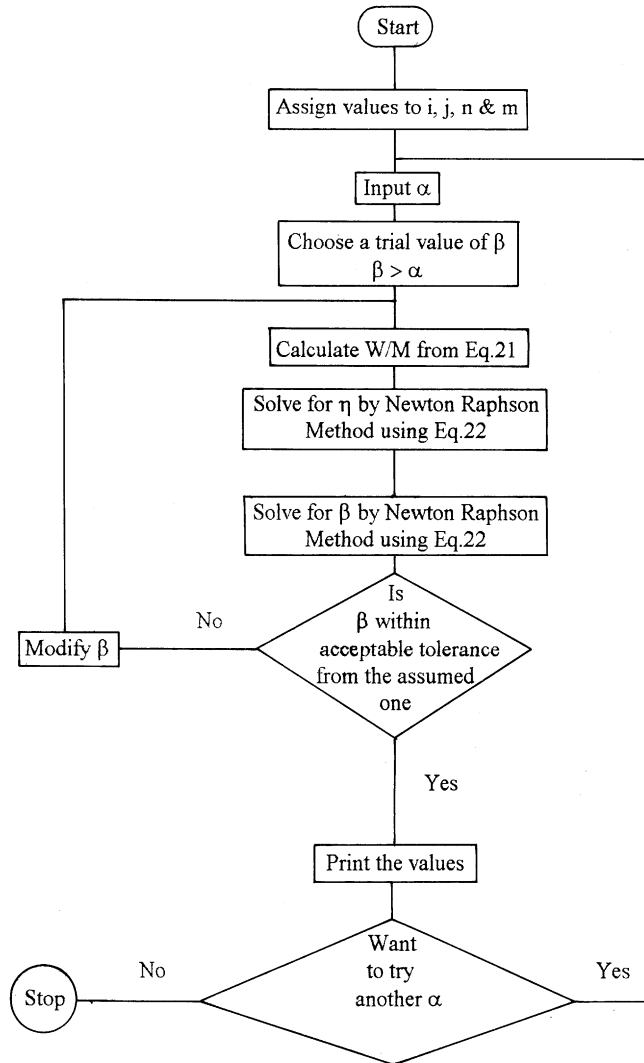 Start
Assign values to i, j, n & m
Input α
Choose a trial value of β
β > α
Calculate W/M from Eq.21
Solve for η by Newton Raphson
Method using Eq.22
Solve for β by Newton Raphson
Method using Eq.22
Is
β within
acceptable tolerance
from the assumed
one
No
Modify β
Yes
Print the values
Want
to try
another α
No
Stop
Yes